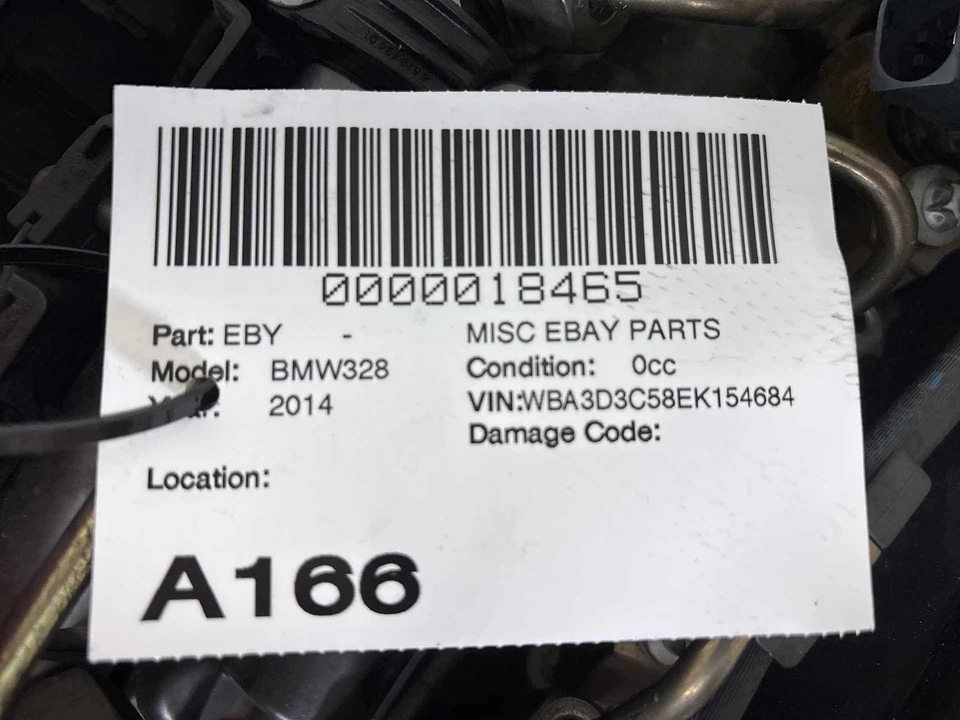 0000018465
Part: EBY - MISC EBAY PARTS
Model: BMW328 Condition: 0cc
2014 VIN:WBA3D3C58EK154684
Damage Code:
Location:
A166